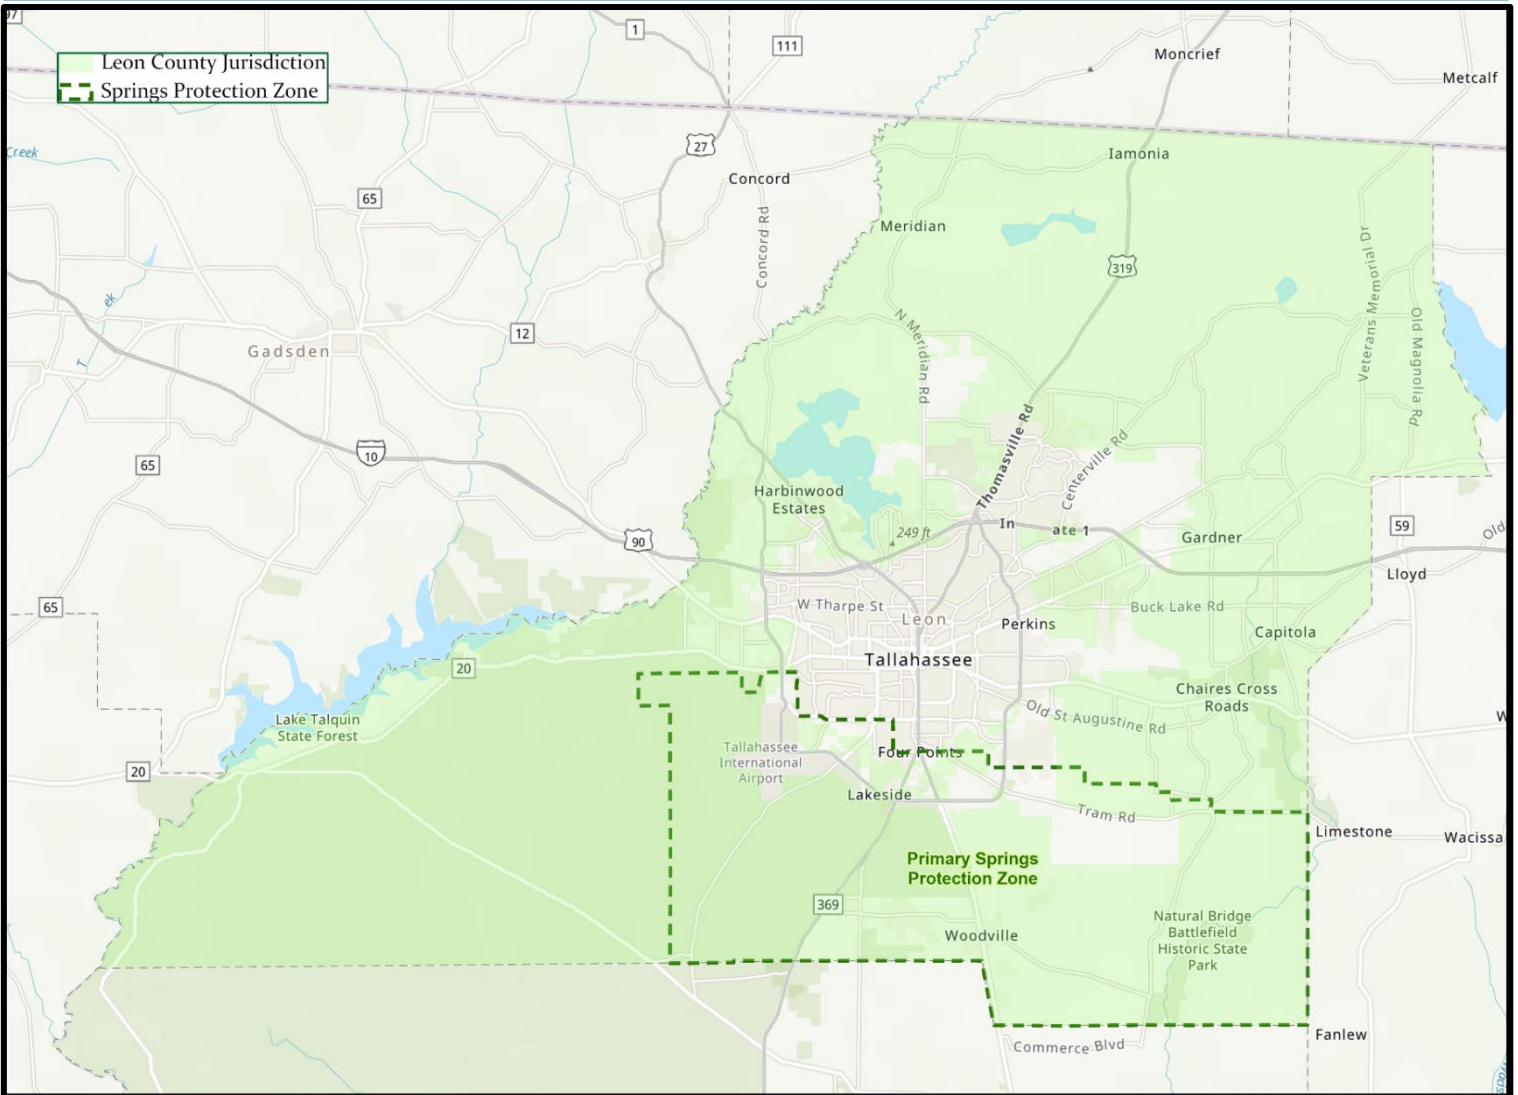 97
1
111
Moncrief
Metcalf
Leon County Jurisdiction
Springs Protection Zone
27
Creek
Iamonia
Concord
65
Concord Rd
Meridian
319
Veterans Memorial Dr
Old Magnolia Rd
ek
T
12
Gadsden
N Meridian Rd
Thomasville Rd
Centerville Rd
10
65
Harbinwood
Estates
In
ate 1
249 ft
59
Old
90
Gardner
Lloyd
65
W Tharpe St
Leon
Buck Lake Rd
Perkins
Capitola
20
Tallahassee
Chaires Cross
Roads
Old St Augustine Rd
W
Lake Talquin
State Forest
Tallahassee
International
Airport
Four Points
20
Lakeside
Tram Rd
Limestone
Wacissa
Primary Springs
Protection Zone
369
Woodville
Natural Bridge
Battlefield
Historic State
Park
Fanlew
Commerce Blvd